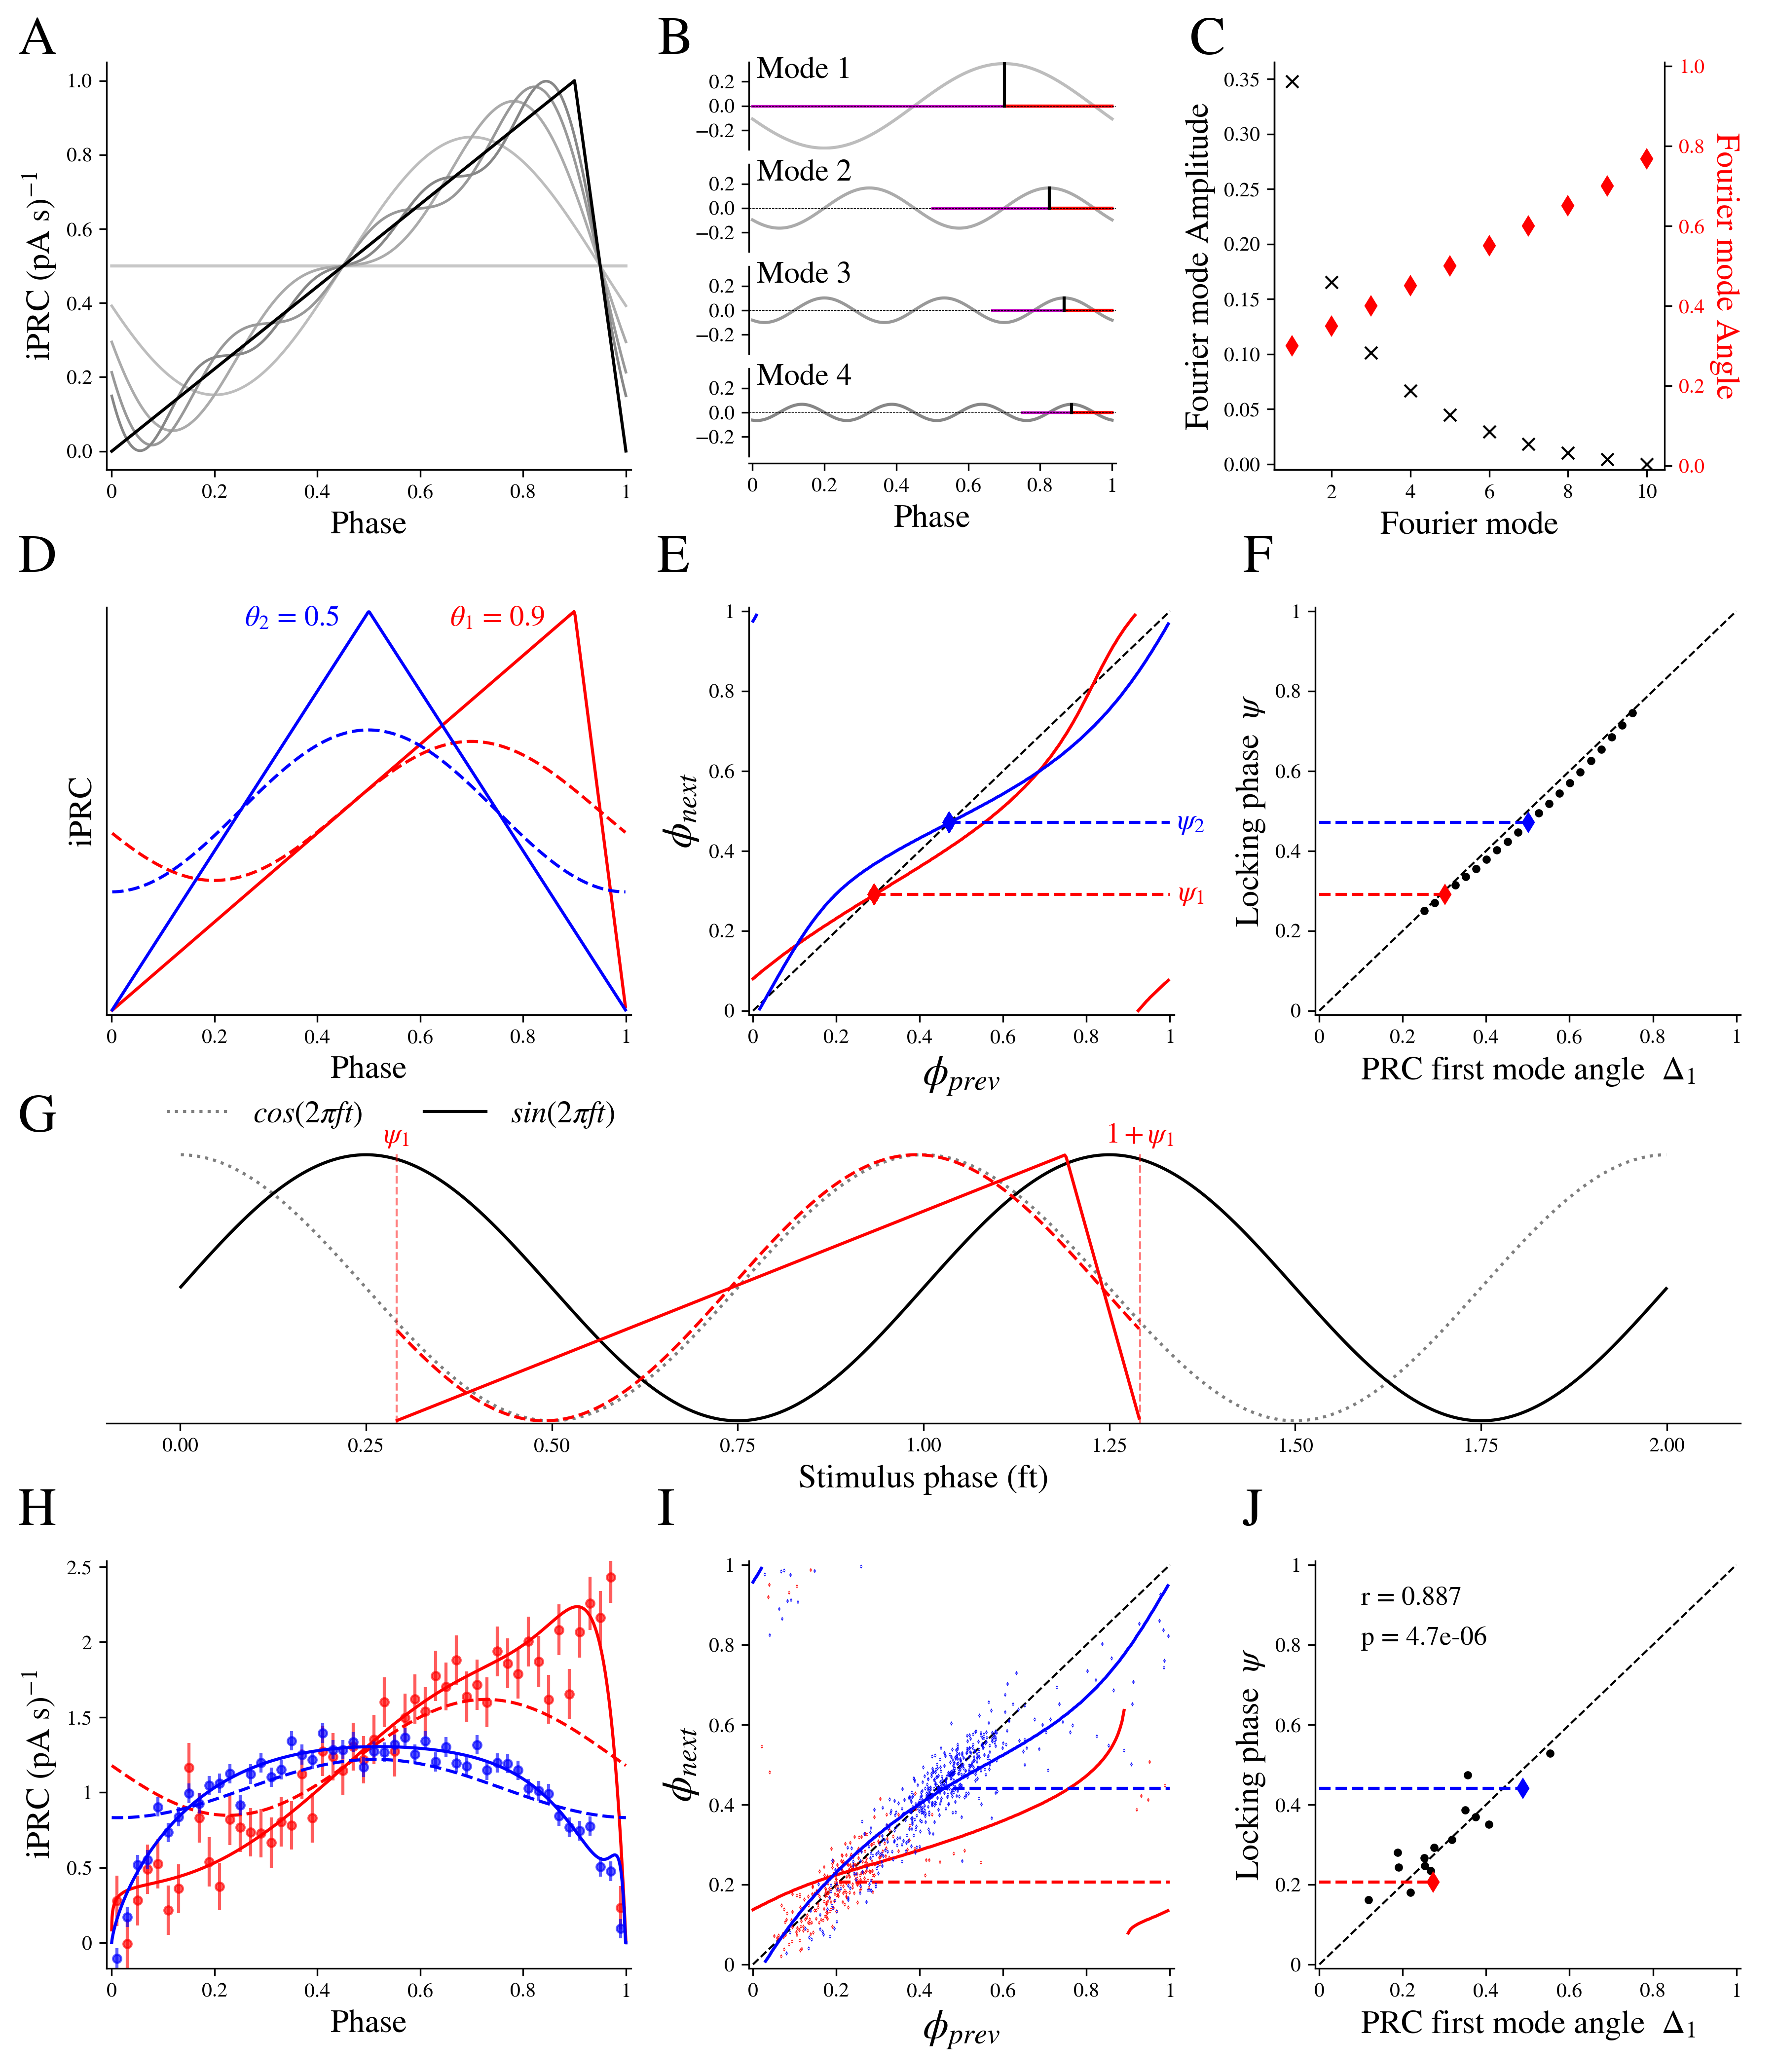 A
iPRC (pA s)⁻¹
1.0
0.8
0.6
0.4
0.2
0.0
0 0.2 0.4 0.6 0.8 1
Phase
B
Mode 1
0.2
0.0
−0.2
Mode 2
0.2
0.0
−0.2
Mode 3
0.2
0.0
−0.2
Mode 4
0.2
0.0
−0.2
0 0.2 0.4 0.6 0.8 1
Phase
C
Fourier mode Amplitude
0.35
0.30
0.25
0.20
0.15
0.10
0.05
0.00
1.0
0.8
0.6
0.4
0.2
0.0
Fourier mode Angle
2 4 6 8 10
Fourier mode
D
θ₂ = 0.5 θ₁ = 0.9
iPRC
0 0.2 0.4 0.6 0.8 1
Phase
E
ϕnext
1
0.8
0.6
0.4
0.2
0
ψ₂
ψ₁
0 0.2 0.4 0.6 0.8 1
ϕprev
F
Locking phase ψ
1
0.8
0.6
0.4
0.2
0
0 0.2 0.4 0.6 0.8 1
PRC first mode angle Δ₁
G
cos(2πft) sin(2πft)
ψ₁ 1 + ψ₁
0.00 0.25 0.50 0.75 1.00 1.25 1.50 1.75 2.00
Stimulus phase (ft)
H
iPRC (pA s)⁻¹
2.5
2
1.5
1
0.5
0
0 0.2 0.4 0.6 0.8 1
Phase
I
ϕnext
1
0.8
0.6
0.4
0.2
0
0 0.2 0.4 0.6 0.8 1
ϕprev
J
r = 0.887
p = 4.7e-06
Locking phase ψ
1
0.8
0.6
0.4
0.2
0
0 0.2 0.4 0.6 0.8 1
PRC first mode angle Δ₁